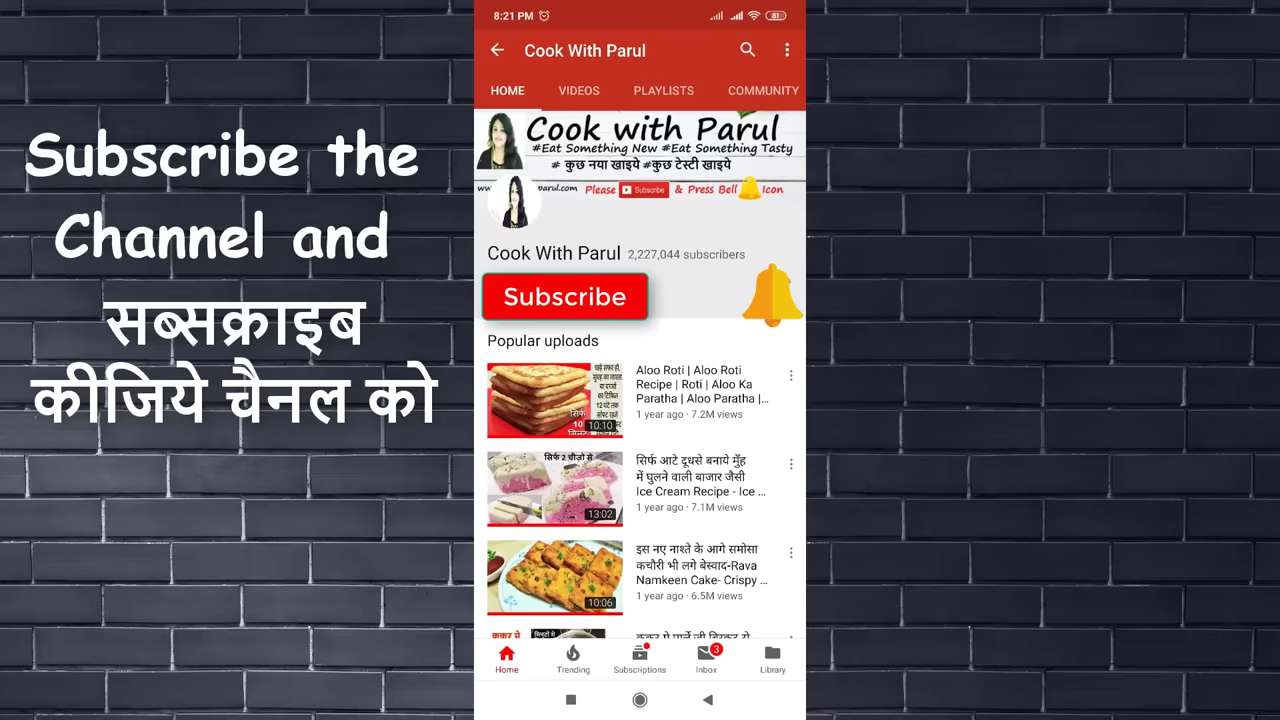 Subscribe the
Channel and
सब्सक्राइब
कीजिये चैनल को
8:21 PM
81
Cook With Parul
HOME VIDEOS PLAYLISTS COMMUNITY
Cook with Parul
#Eat Something New #Eat Something Tasty
# कुछ नया खाइये #कुछ टेस्टी खाइये
Please Subscribe & Press Bell Icon
Cook With Parul 2,227,044 subscribers
Subscribe
Popular uploads
Aloo Roti | Aloo Roti
Recipe | Roti | Aloo Ka
Paratha | Aloo Paratha |...
1 year ago · 7.2M views
सिर्फ
10
10:10
सिर्फ आटे दूधसे बनाये मुँह
में घुलने वाली बाजार जैसी
Ice Cream Recipe - Ice ...
1 year ago · 7.1M views
सिर्फ 2 चीज़ो से
13:02
इस नए नाश्ते के आगे समोसा
कचौरी भी लगे बेस्वाद-Rava
Namkeen Cake- Crispy ...
1 year ago · 6.5M views
10:06
3
Home Trending Subscriptions Inbox Library